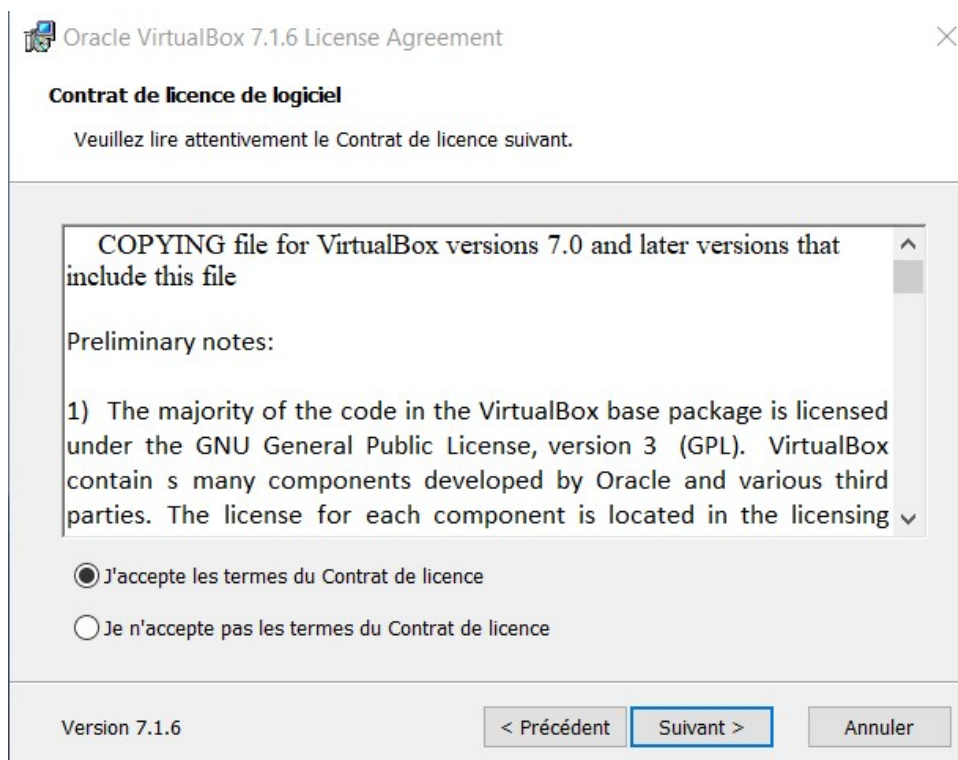 Oracle VirtualBox 7.1.6 License Agreement
Contrat de licence de logiciel
Veuillez lire attentivement le Contrat de licence suivant.
COPYING file for VirtualBox versions 7.0 and later versions that
include this file
Preliminary notes:
1) The majority of the code in the VirtualBox base package is licensed
under the GNU General Public License, version 3 (GPL). VirtualBox
contain s many components developed by Oracle and various third
parties. The license for each component is located in the licensing
J'accepte les termes du Contrat de licence
Je n'accepte pas les termes du Contrat de licence
Version 7.1.6
< Précédent
Suivant >
Annuler